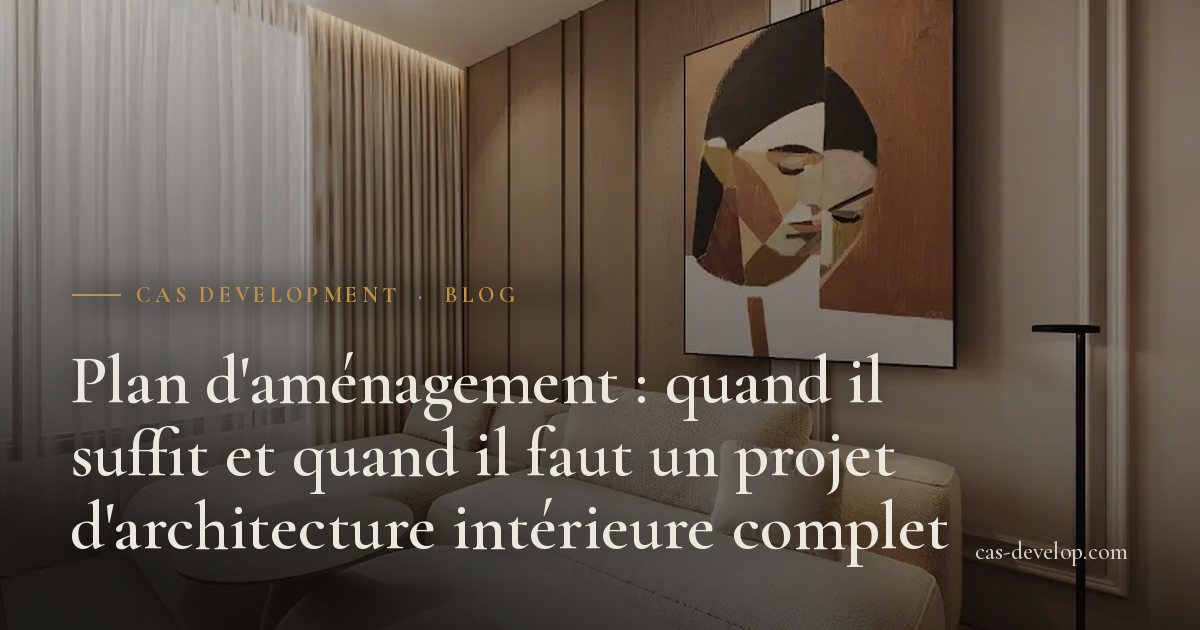 CAS DEVELOPMENT · BLOG
Plan d'aménagement : quand il
suffit et quand il faut un projet
d'architecture intérieure complet
cas-develop.com